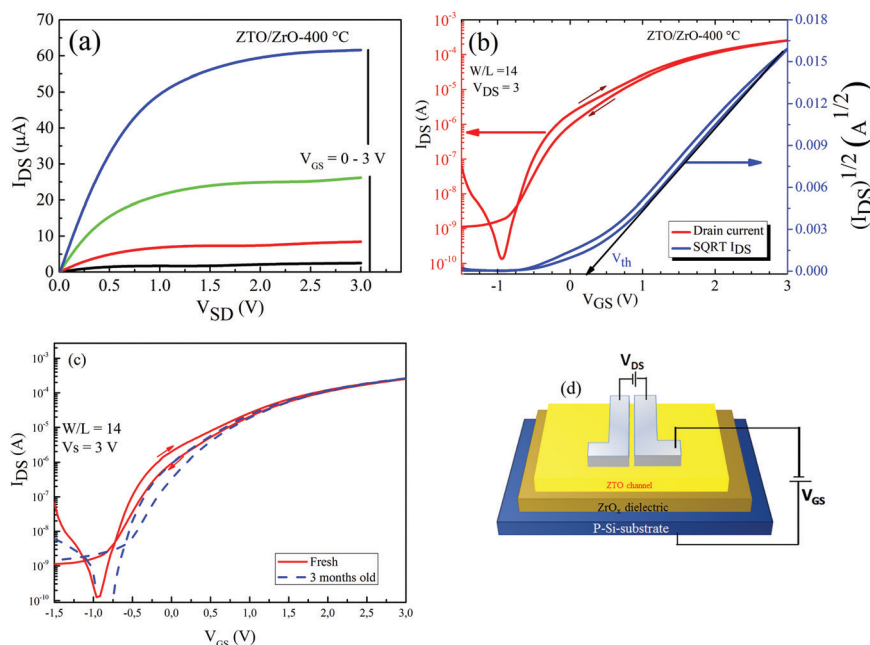 (a)
ZTO/ZrO-400 °C
V_GS = 0 - 3 V
I_DS (µA)
70
60
50
40
30
20
10
0
0.0 0.5 1.0 1.5 2.0 2.5 3.0
V_SD (V)
(b)
ZTO/ZrO-400 °C
W/L =14
V_DS = 3
I_DS (A)
10^-3
10^-4
10^-5
10^-6
10^-7
10^-8
10^-9
10^-10
V_th
Drain current
SQRT I_DS
-1 0 1 2 3
V_GS (V)
0.018
0.015
0.012
0.009
0.006
0.003
0.000
(I_DS)^1/2 (A^1/2)
(c)
W/L = 14
Vs = 3 V
I_DS (A)
10^-3
10^-4
10^-5
10^-6
10^-7
10^-8
10^-9
10^-10
Fresh
3 months old
-1,5 -1,0 -0,5 0,0 0,5 1,0 1,5 2,0 2,5 3,0
V_GS (V)
(d)
V_DS
ZTO channel
ZrO_x dielectric
P-Si-substrate
V_GS